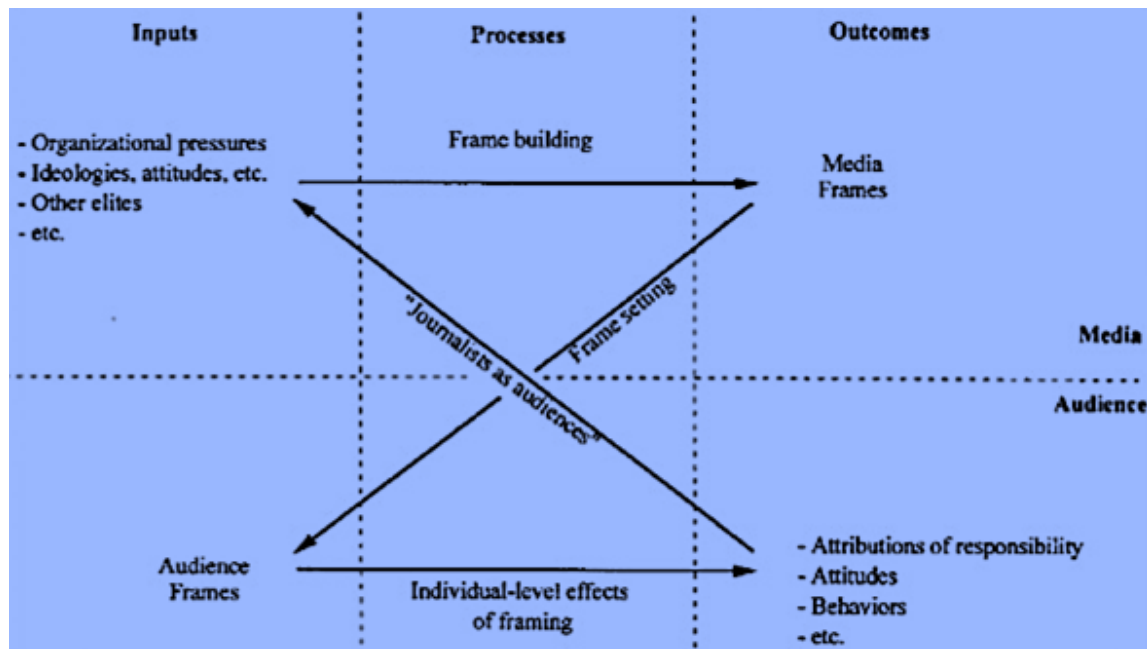 Inputs
Processes
Outcomes
- Organizational pressures
- Ideologies, attitudes, etc.
- Other elites
- etc.
Frame building
Media
Frames
"Journalists as audiences"
Frame setting
Media
Audience
Audience
Frames
Individual-level effects
of framing
- Attributions of responsibility
- Attitudes
- Behaviors
- etc.